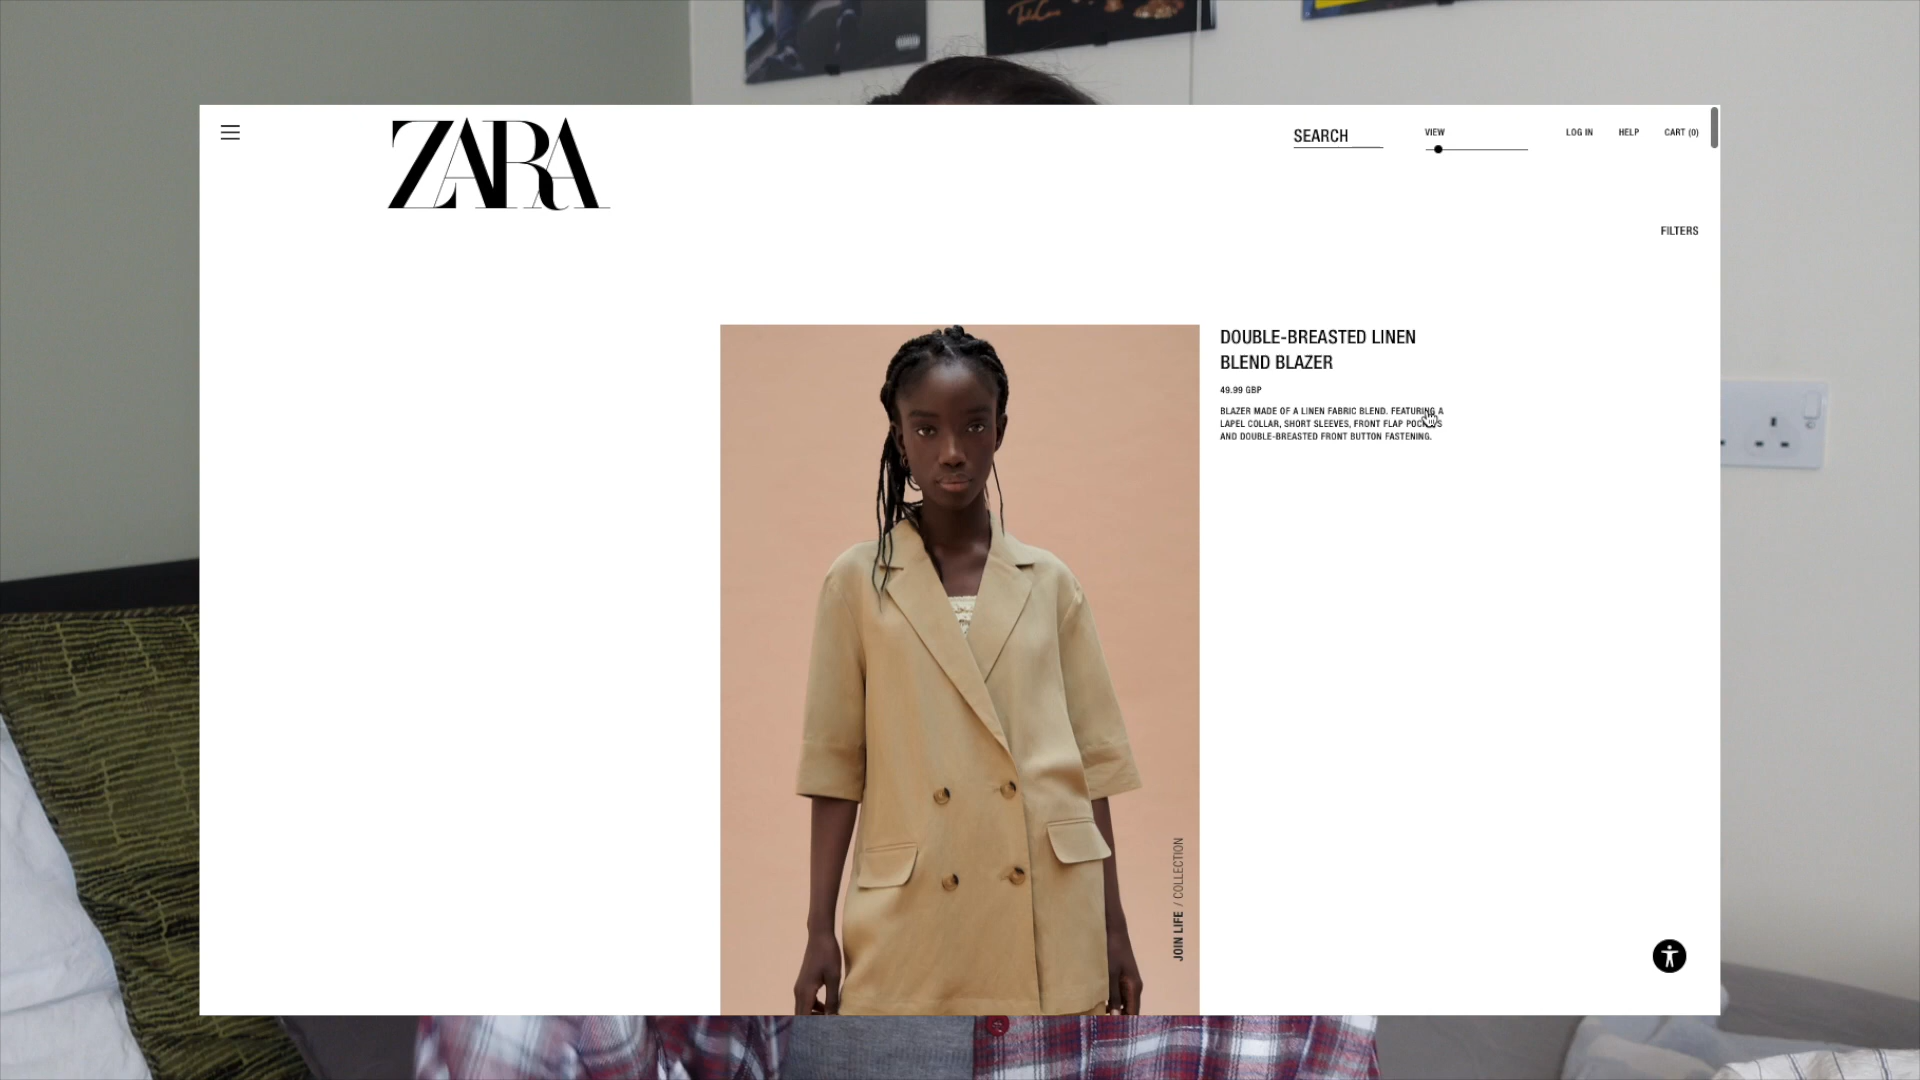 ZARA
SEARCH
VIEW
LOG IN
HELP
CART (0)
FILTERS
DOUBLE-BREASTED LINEN
BLEND BLAZER
49.99 GBP
BLAZER MADE OF A LINEN FABRIC BLEND. FEATURING A
LAPEL COLLAR, SHORT SLEEVES, FRONT FLAP POCKETS
AND DOUBLE-BREASTED FRONT BUTTON FASTENING.
JOIN LIFE / COLLECTION